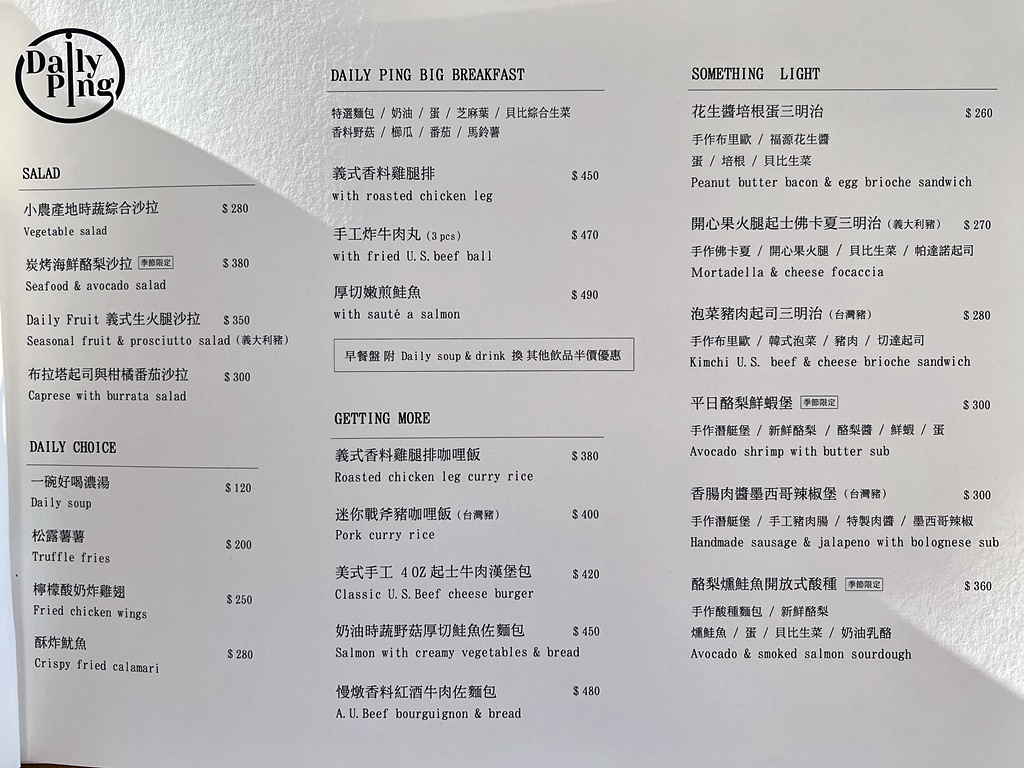 Daily
Ping
SALAD
小農產地時蔬綜合沙拉 $280
Vegetable salad
炭烤海鮮酪梨沙拉 季節限定 $380
Seafood & avocado salad
Daily Fruit 義式生火腿沙拉 $350
Seasonal fruit & prosciutto salad (義大利豬)
布拉塔起司與柑橘番茄沙拉 $300
Caprese with burrata salad
DAILY CHOICE
一碗好喝濃湯 $120
Daily soup
松露薯薯 $200
Truffle fries
檸檬酸奶炸雞翅 $250
Fried chicken wings
酥炸魷魚 $280
Crispy fried calamari
DAILY PING BIG BREAKFAST
特選麵包 / 奶油 / 蛋 / 芝麻葉 / 貝比綜合生菜
香料野菇 / 櫛瓜 / 番茄 / 馬鈴薯
義式香料雞腿排 $450
with roasted chicken leg
手工炸牛肉丸 (3 pcs) $470
with fried U.S. beef ball
厚切嫩煎鮭魚 $490
with sauté a salmon
早餐盤 附 Daily soup & drink 換 其他飲品半價優惠
GETTING MORE
義式香料雞腿排咖哩飯 $380
Roasted chicken leg curry rice
迷你戰斧豬咖哩飯 (台灣豬) $400
Pork curry rice
美式手工 4 OZ 起士牛肉漢堡包 $420
Classic U.S. Beef cheese burger
奶油時蔬野菇厚切鮭魚佐麵包 $450
Salmon with creamy vegetables & bread
慢燉香料紅酒牛肉佐麵包 $480
A.U. Beef bourguignon & bread
SOMETHING LIGHT
花生醬培根蛋三明治 $260
手作布里歐 / 福源花生醬
蛋 / 培根 / 貝比生菜
Peanut butter bacon & egg brioche sandwich
開心果火腿起士佛卡夏三明治 (義大利豬) $270
手作佛卡夏 / 開心果火腿 / 貝比生菜 / 帕達諾起司
Mortadella & cheese focaccia
泡菜豬肉起司三明治 (台灣豬) $280
手作布里歐 / 韓式泡菜 / 豬肉 / 切達起司
Kimchi U.S. beef & cheese brioche sandwich
平日酪梨鮮蝦堡 季節限定 $300
手作潛艇堡 / 新鮮酪梨 / 酪梨醬 / 鮮蝦 / 蛋
Avocado shrimp with butter sub
香腸肉醬墨西哥辣椒堡 (台灣豬) $300
手作潛艇堡 / 手工豬肉腸 / 特製肉醬 / 墨西哥辣椒
Handmade sausage & jalapeno with bolognese sub
酪梨燻鮭魚開放式酸種 季節限定 $360
手作酸種麵包 / 新鮮酪梨
燻鮭魚 / 蛋 / 貝比生菜 / 奶油乳酪
Avocado & smoked salmon sourdough